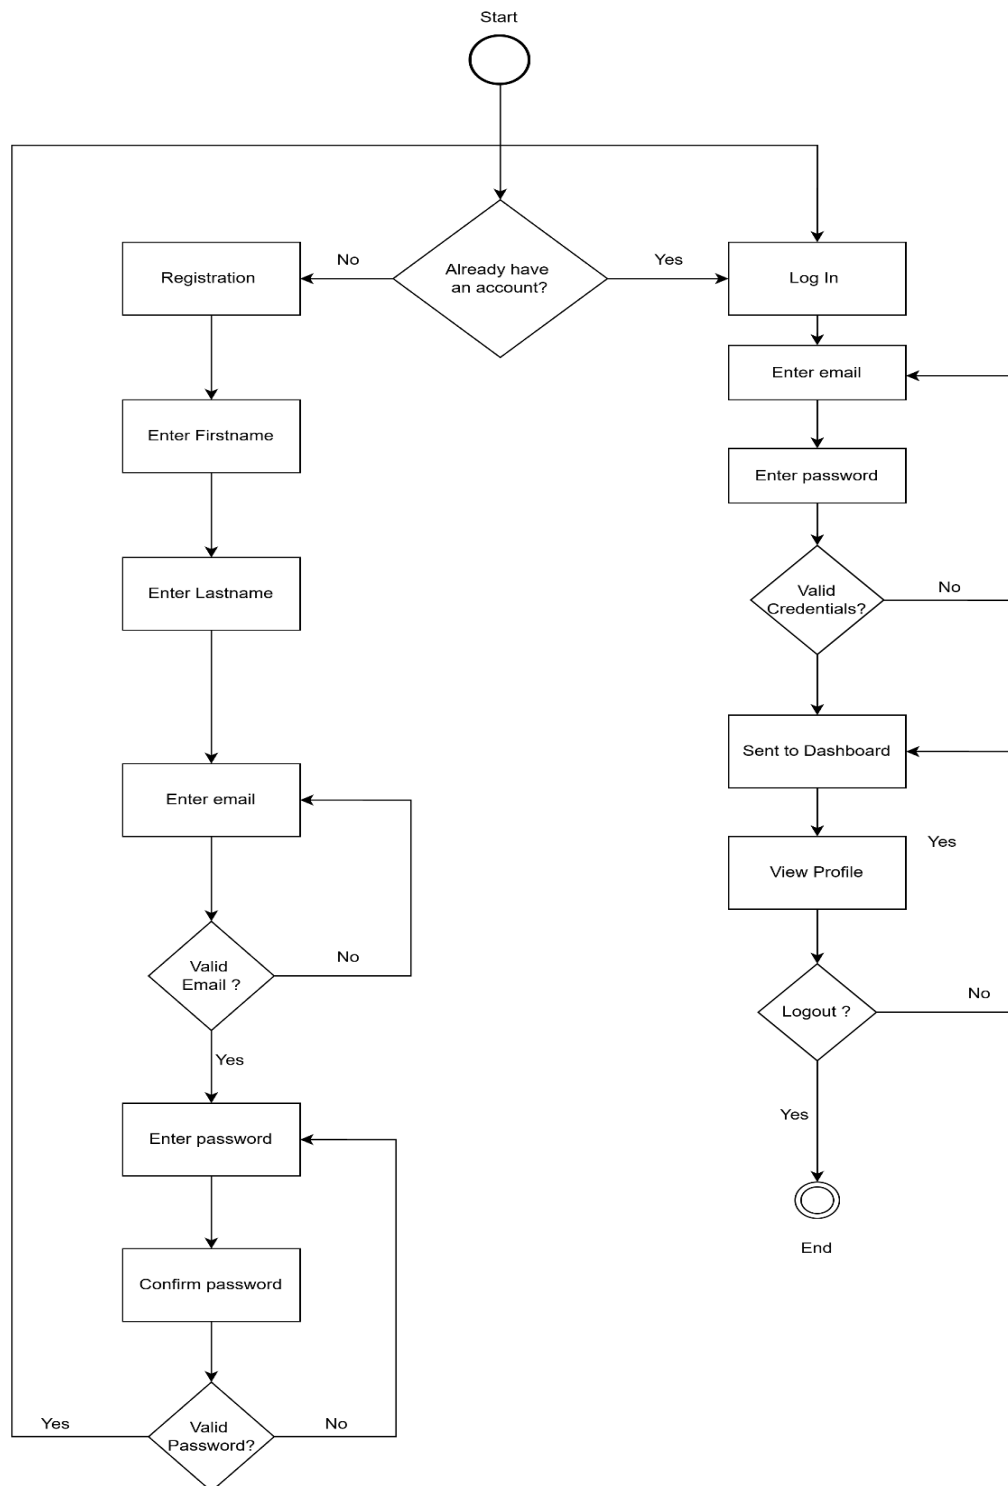 Start
Already have
an account?
No
Yes
Registration
Enter Firstname
Enter Lastname
Enter email
Valid
Email ?
No
Yes
Enter password
Confirm password
Valid
Password?
Yes
No
Log In
Enter email
Enter password
Valid
Credentials?
No
Sent to Dashboard
Yes
View Profile
Logout ?
No
Yes
End